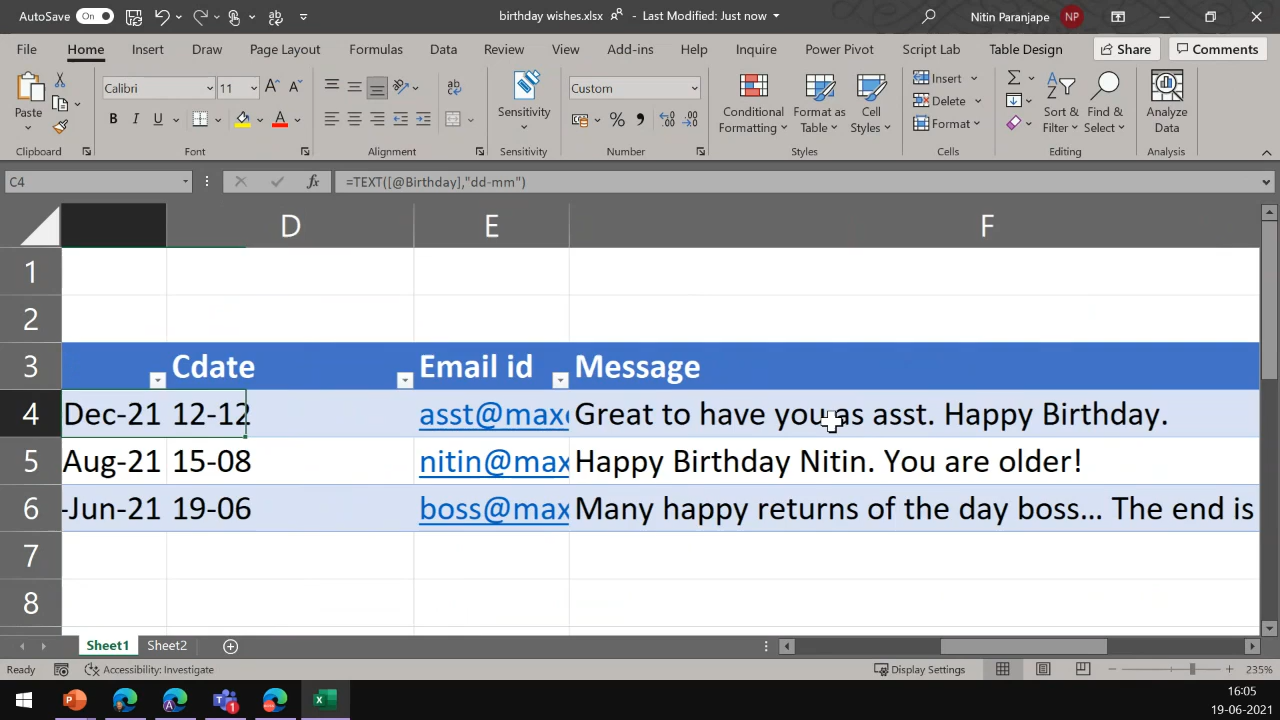 AutoSave On birthday wishes.xlsx - Last Modified: Just now Nitin Paranjape NP
File Home Insert Draw Page Layout Formulas Data Review View Add-ins Help Inquire Power Pivot Script Lab Table Design Share Comments
Paste Calibri 11 Sensitivity Custom Conditional Formatting Format as Table Cell Styles Insert Delete Format Sort & Filter Find & Select Analyze Data
Clipboard Font Alignment Sensitivity Number Styles Cells Editing Analysis
C4 fx =TEXT([@Birthday],"dd-mm")
D E F
1
2
3 Cdate Email id Message
4 Dec-21 12-12 asst@max Great to have you as asst. Happy Birthday.
5 Aug-21 15-08 nitin@max Happy Birthday Nitin. You are older!
6 -Jun-21 19-06 boss@max Many happy returns of the day boss... The end is
7
8
Sheet1 Sheet2
Ready Accessibility: Investigate Display Settings 235%
16:05
19-06-2021